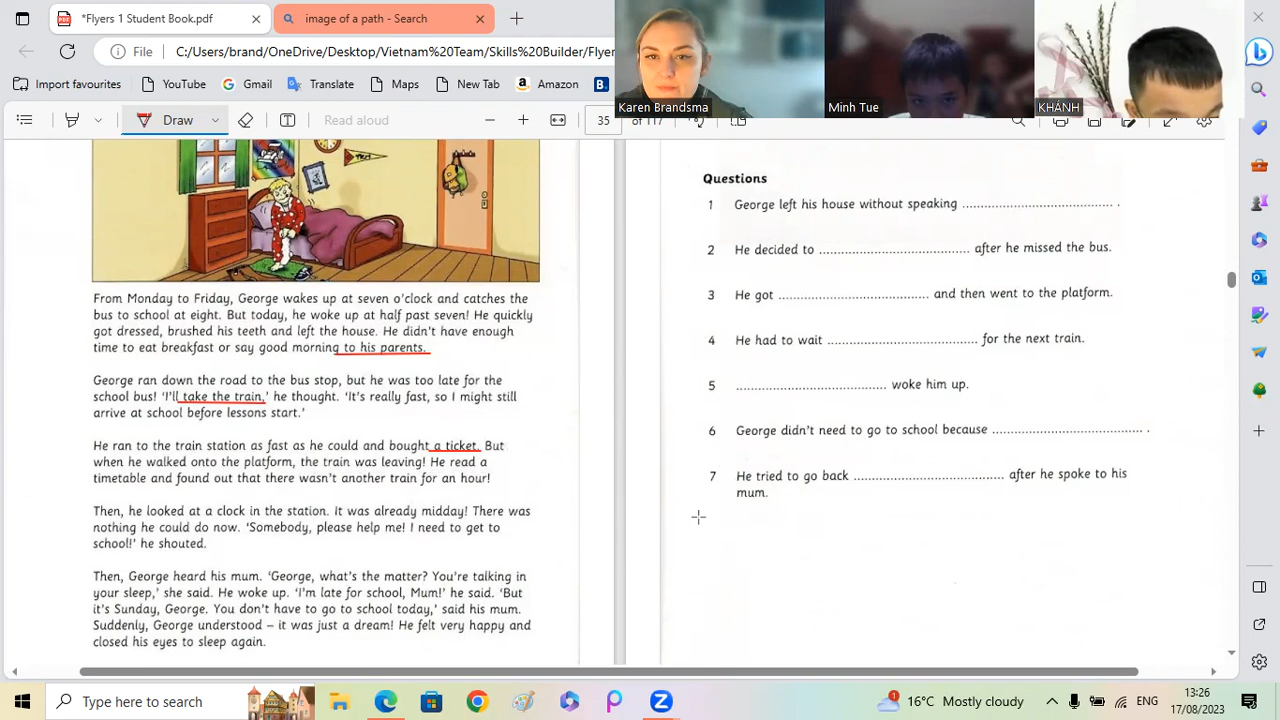 *Flyers 1 Student Book.pdf
image of a path - Search
File
C:/Users/brand/OneDrive/Desktop/Vietnam%20Team/Skills%20Builder/Flyer
Import favourites
YouTube
Gmail
Translate
Maps
Amazon
Karen Brandsma
Minh Tue
KHÁNH
Draw
Read aloud
35
of 117
From Monday to Friday, George wakes up at seven o'clock and catches the
bus to school at eight. But today, he woke up at half past seven! He quickly
got dressed, brushed his teeth and left the house. He didn't have enough
time to eat breakfast or say good morning to his parents.
George ran down the road to the bus stop, but he was too late for the
school bus! 'I'll take the train,' he thought. 'It's really fast, so I might still
arrive at school before lessons start.'
He ran to the train station as fast as he could and bought a ticket. But
when he walked onto the platform, the train was leaving! He read a
timetable and found out that there wasn't another train for an hour!
Then, he looked at a clock in the station. It was already midday! There was
nothing he could do now. 'Somebody, please help me! I need to get to
school!' he shouted.
Then, George heard his mum. 'George, what's the matter? You're talking in
your sleep,' she said. He woke up. 'I'm late for school, Mum!' he said. 'But
it's Sunday, George. You don't have to go to school today,' said his mum.
Suddenly, George understood – it was just a dream! He felt very happy and
closed his eyes to sleep again.
Questions
1 George left his house without speaking ........................................ .
2 He decided to ........................................ after he missed the bus.
3 He got ........................................ and then went to the platform.
4 He had to wait ........................................ for the next train.
5 ........................................ woke him up.
6 George didn't need to go to school because ........................................ .
7 He tried to go back ........................................ after he spoke to his
mum.
Type here to search
16°C Mostly cloudy
ENG
13:26
17/08/2023